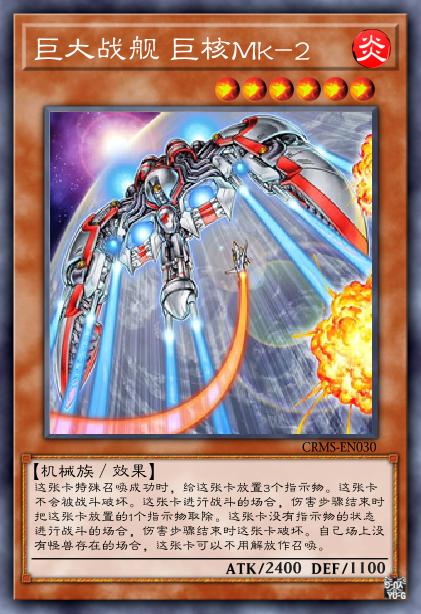 巨大战舰 巨核Mk-2
炎
CRMS-EN030
【机械族／效果】
这张卡特殊召唤成功时，给这张卡放置3个指示物。这张卡
不会被战斗破坏。这张卡进行战斗的场合，伤害步骤结束时
把这张卡放置的1个指示物取除。这张卡没有指示物的状态
进行战斗的场合，伤害步骤结束时这张卡破坏。自己场上没
有怪兽存在的场合，这张卡可以不用解放作召唤。
ATK/2400 DEF/1100